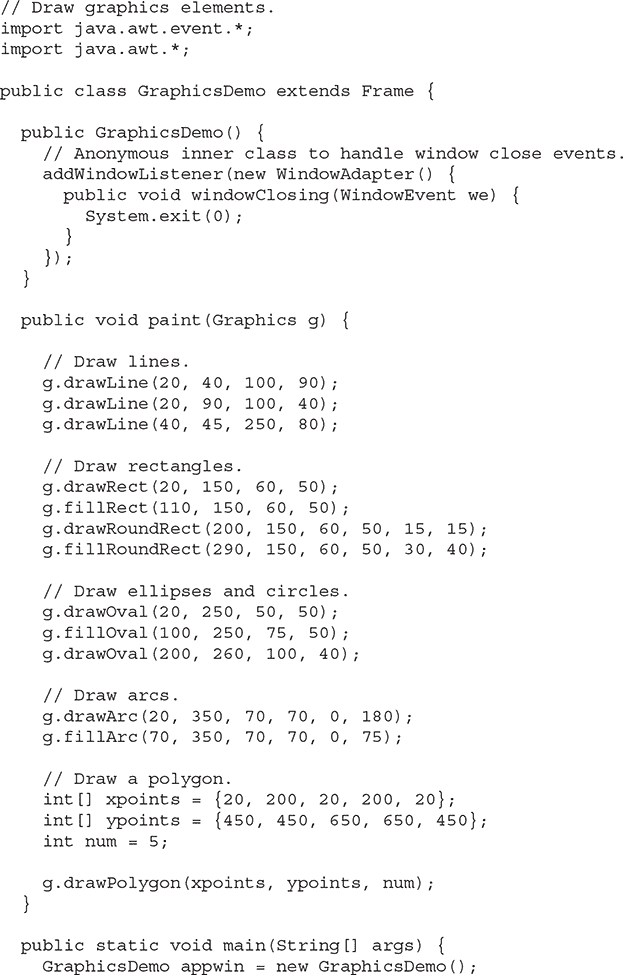 // Draw graphics elements.
import java.awt.event.*;
import java.awt.*;

public class GraphicsDemo extends Frame {

  public GraphicsDemo() {
    // Anonymous inner class to handle window close events.
    addWindowListener(new WindowAdapter() {
      public void windowClosing(WindowEvent we) {
        System.exit(0);
      }
    });
  }

  public void paint(Graphics g) {

    // Draw lines.
    g.drawLine(20, 40, 100, 90);
    g.drawLine(20, 90, 100, 40);
    g.drawLine(40, 45, 250, 80);

    // Draw rectangles.
    g.drawRect(20, 150, 60, 50);
    g.fillRect(110, 150, 60, 50);
    g.drawRoundRect(200, 150, 60, 50, 15, 15);
    g.fillRoundRect(290, 150, 60, 50, 30, 40);

    // Draw ellipses and circles.
    g.drawOval(20, 250, 50, 50);
    g.fillOval(100, 250, 75, 50);
    g.drawOval(200, 260, 100, 40);

    // Draw arcs.
    g.drawArc(20, 350, 70, 70, 0, 180);
    g.fillArc(70, 350, 70, 70, 0, 75);

    // Draw a polygon.
    int[] xpoints = {20, 200, 20, 200, 20};
    int[] ypoints = {450, 450, 650, 650, 450};
    int num = 5;

    g.drawPolygon(xpoints, ypoints, num);
  }

  public static void main(String[] args) {
    GraphicsDemo appwin = new GraphicsDemo();